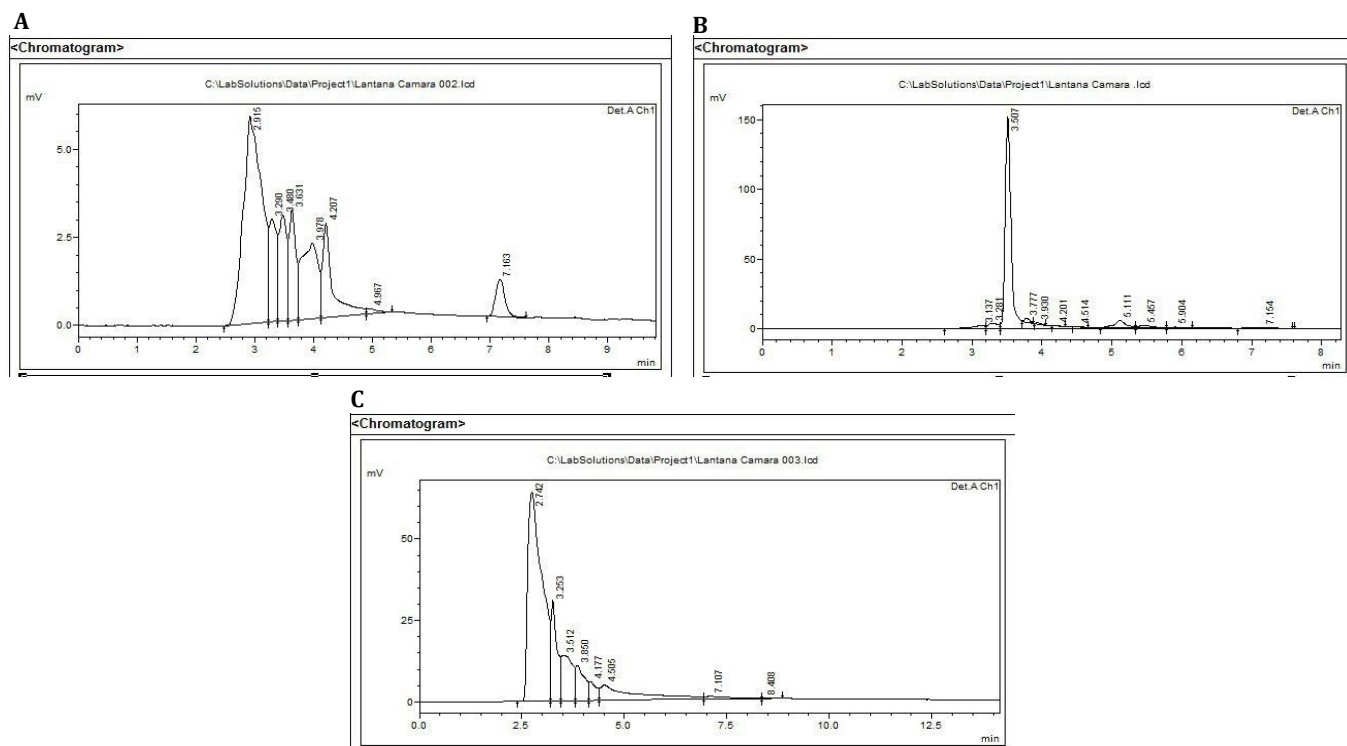 A
<Chromatogram>
C:\LabSolutions\Data\Project1\Lantana Camara 002.lcd
mV
Det.A Ch1
5.0
2.5
0.0
2.915
3.290
3.480
3.631
3.978
4.207
4.967
7.163
0 1 2 3 4 5 6 7 8 9
min
B
<Chromatogram>
C:\LabSolutions\Data\Project1\Lantana Camara .lcd
mV
Det.A Ch1
150
100
50
0
3.137
3.281
3.507
3.777
3.930
4.201
4.514
5.111
5.457
5.904
7.154
0 1 2 3 4 5 6 7 8
min
C
<Chromatogram>
C:\LabSolutions\Data\Project1\Lantana Camara 003.lcd
mV
Det.A Ch1
50
25
0
2.742
3.253
3.512
3.850
4.177
4.505
7.107
8.408
0.0 2.5 5.0 7.5 10.0 12.5
min